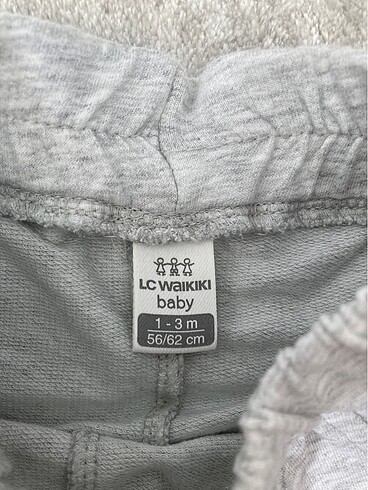 LC WAIKIKI
baby
1 - 3 m
56/62 cm